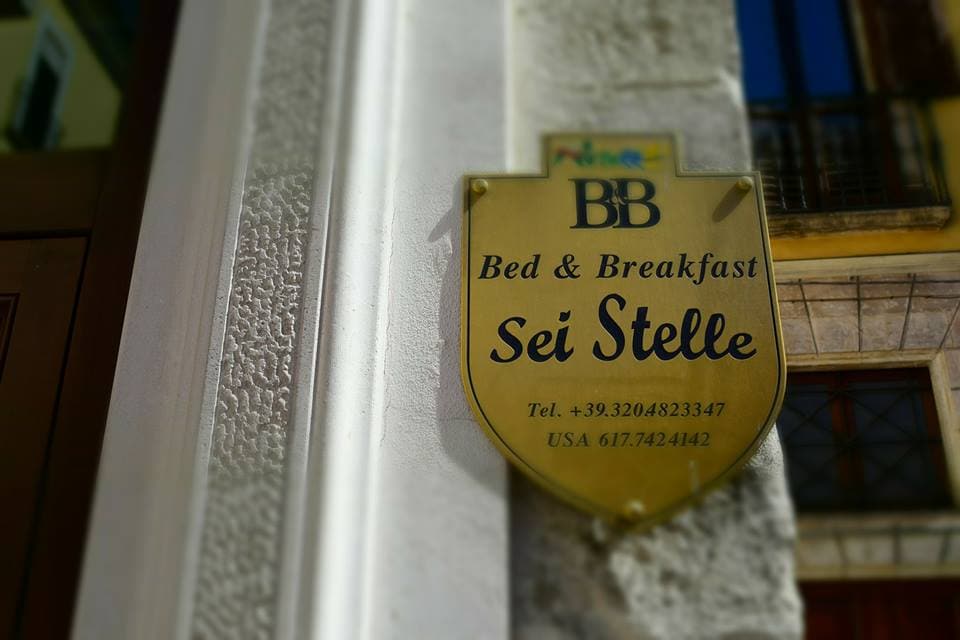 B&B
Bed & Breakfast
Sei Stelle
Tel. +39.3204823347
USA 617.7424142